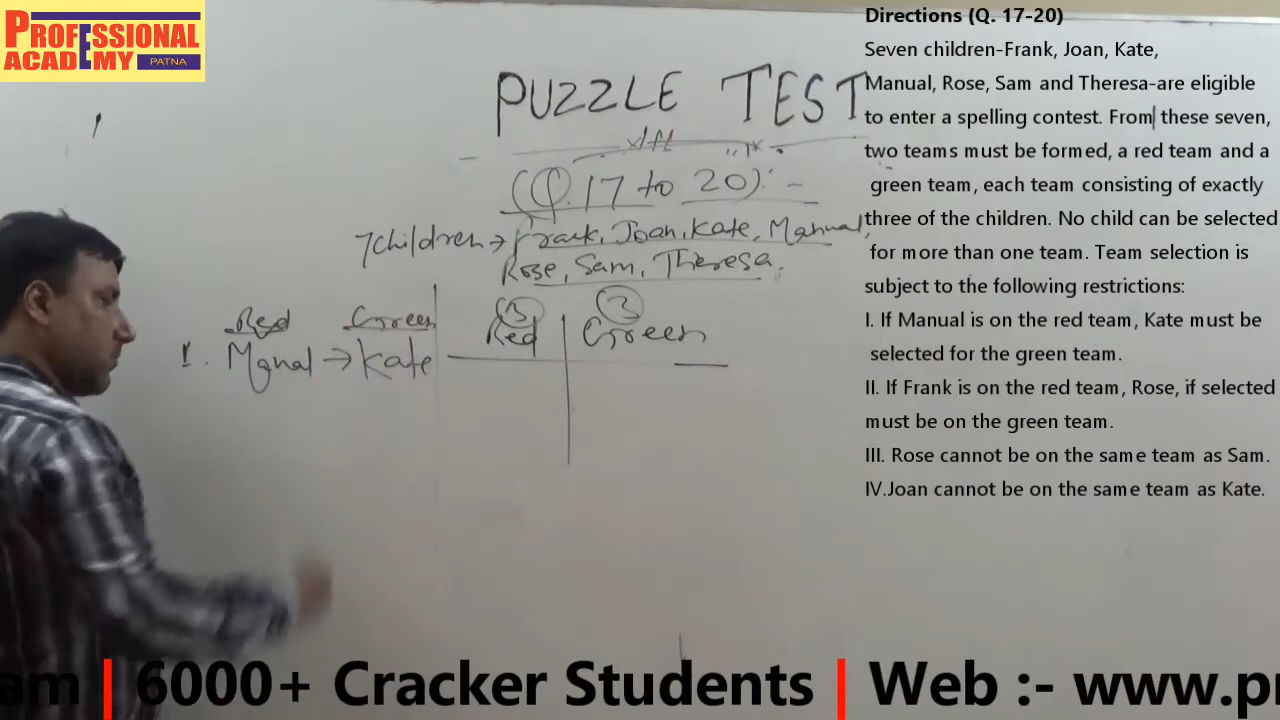 PROFESSIONAL
ACADEMY
PATNA
PUZZLE TEST
(Q. 17 to 20) : -
7 children → Frank, Joan, Kate, Manual,
Rose, Sam, Theresa.
Red Green
1. Manal → Kate
3 3
Red Green
Directions (Q. 17-20)
Seven children-Frank, Joan, Kate,
Manual, Rose, Sam and Theresa-are eligible
to enter a spelling contest. From these seven,
two teams must be formed, a red team and a
green team, each team consisting of exactly
three of the children. No child can be selected
for more than one team. Team selection is
subject to the following restrictions:
I. If Manual is on the red team, Kate must be
selected for the green team.
II. If Frank is on the red team, Rose, if selected
must be on the green team.
III. Rose cannot be on the same team as Sam.
IV.Joan cannot be on the same team as Kate.
am | 6000+ Cracker Students | Web :- www.pr